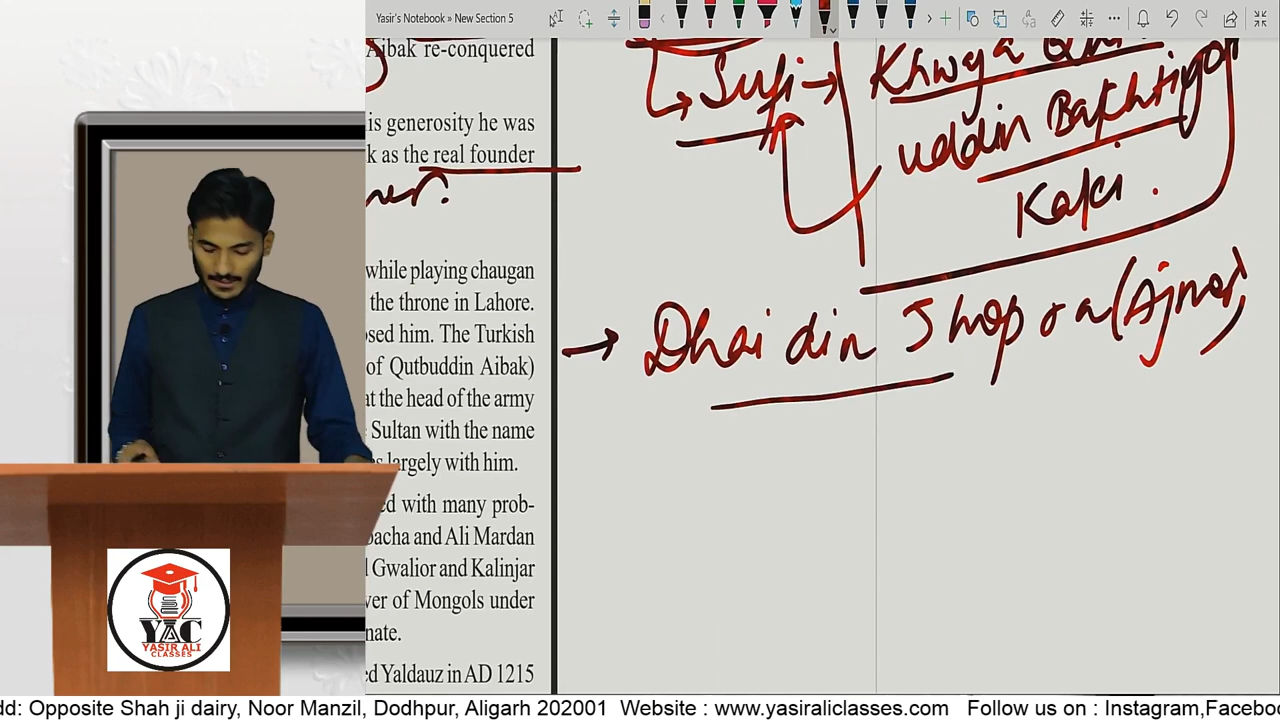 Yasir's Notebook » New Section 5
Aibak re-conquered
is generosity he was
k as the real founder
while playing chaugan
the throne in Lahore.
sed him. The Turkish
of Qutbuddin Aibak)
at the head of the army
Sultan with the name
largely with him.
ed with many prob-
bacha and Ali Mardan
Gwalior and Kalinjar
ver of Mongols under
nate.
ed Yaldauz in AD 1215
Sufi → Khwaja
uddin Bakhtiyar
Kaki.
→ Dhai din Jhopra (Ajmer)
YAC
YASIR ALI
CLASSES
dd: Opposite Shah ji dairy, Noor Manzil, Dodhpur, Aligarh 202001 Website : www.yasiraliclasses.com Follow us on : Instagram,Facebo